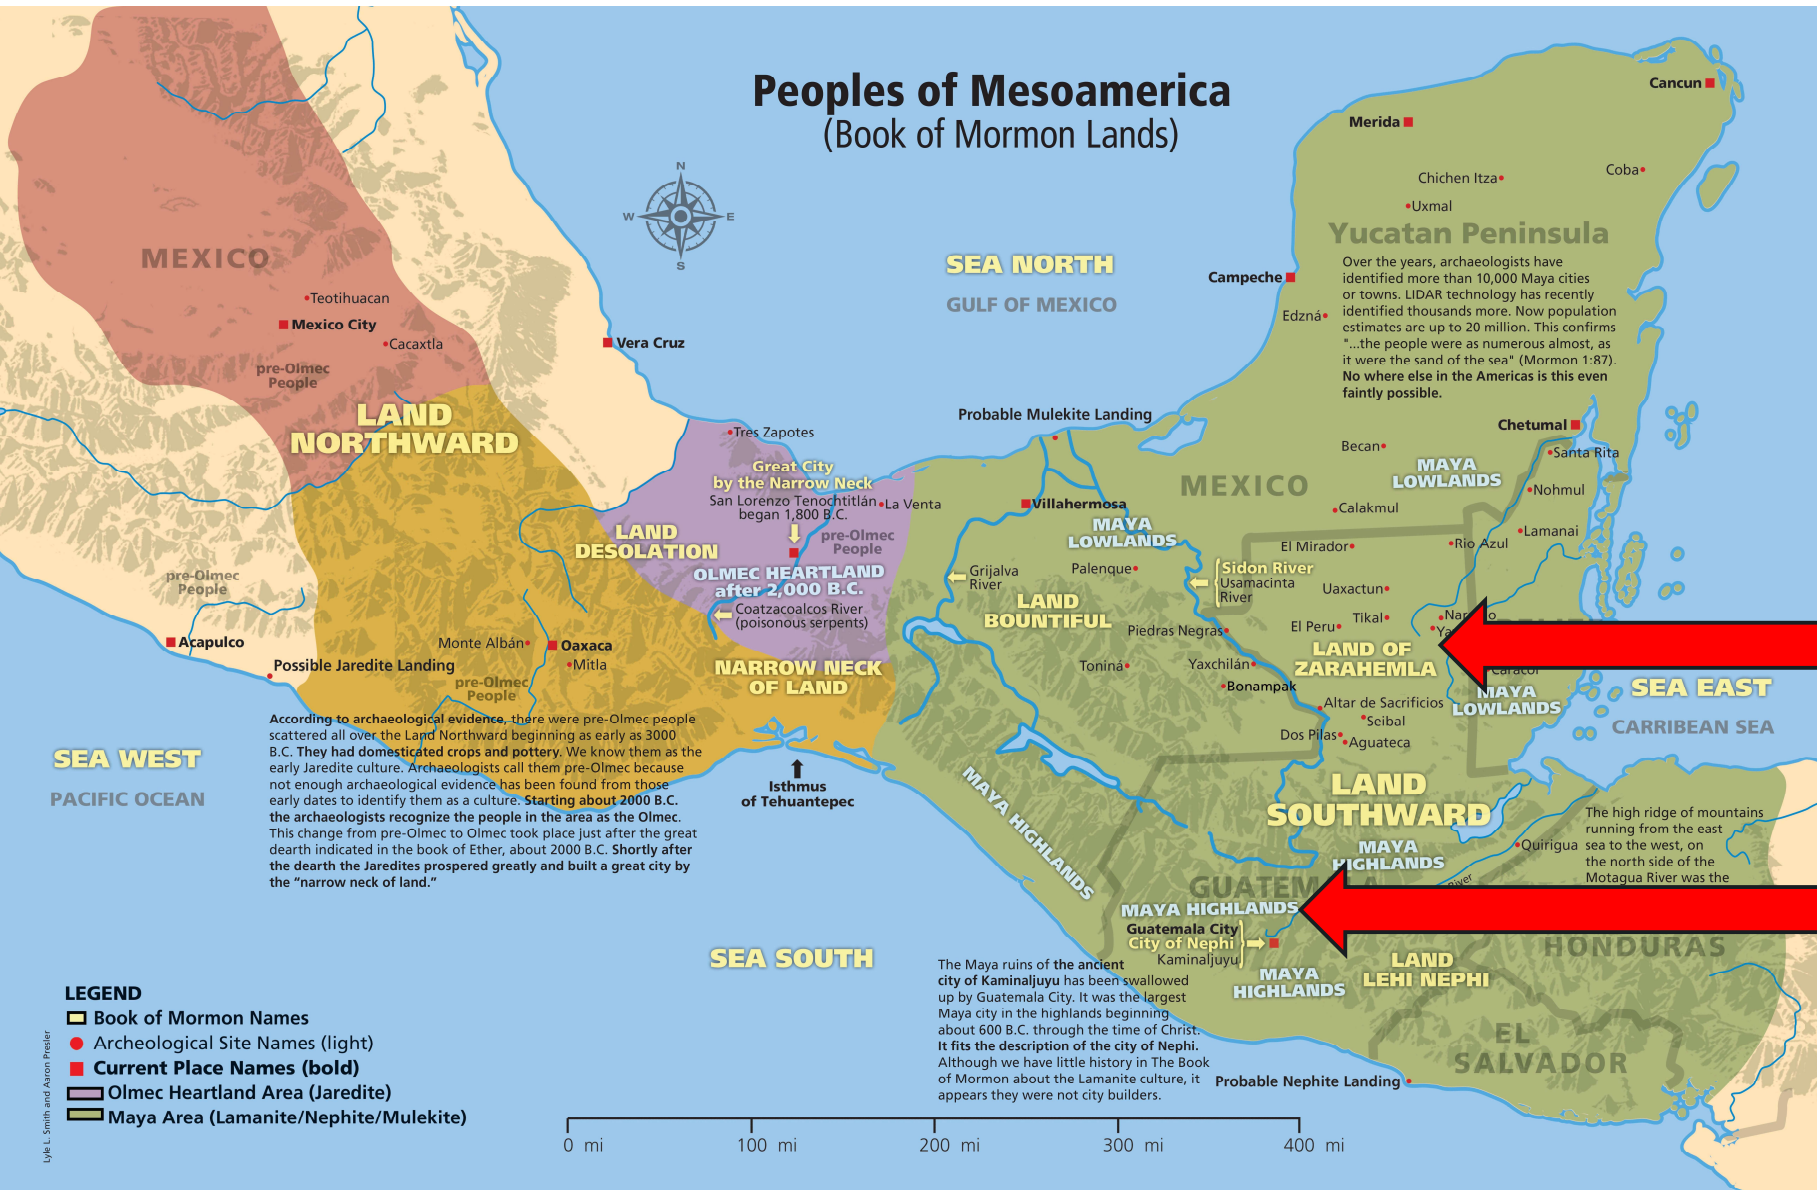 Peoples of Mesoamerica
(Book of Mormon Lands)
N
W
E
S
Cancun
Merida
Chichen Itza
Coba
Uxmal
Yucatan Peninsula
Over the years, archaeologists have
identified more than 10,000 Maya cities
or towns. LIDAR technology has recently
identified thousands more. Now population
estimates are up to 20 million. This confirms
"...the people were as numerous almost, as
it were the sand of the sea" (Mormon 1:87).
No where else in the Americas is this even
faintly possible.
MEXICO
Teotihuacan
Mexico City
Cacaxtla
pre-Olmec
People
SEA NORTH
GULF OF MEXICO
Campeche
Edzná
Vera Cruz
LAND
NORTHWARD
Probable Mulekite Landing
Chetumal
Becan
Santa Rita
MAYA
LOWLANDS
Nohmul
MEXICO
Calakmul
Lamanai
El Mirador
Rio Azul
Tres Zapotes
Great City
by the Narrow Neck
San Lorenzo Tenochtitlán
began 1,800 B.C.
La Venta
Villahermosa
MAYA
LOWLANDS
LAND
DESOLATION
pre-Olmec
People
OLMEC HEARTLAND
after 2,000 B.C.
Coatzacoalcos River
(poisonous serpents)
Grijalva
River
Palenque
Sidon River
Usamacinta
River
Uaxactun
LAND
BOUNTIFUL
Tikal
El Peru
Piedras Negras
LAND OF
ZARAHEMLA
Toniná
Yaxchilán
Bonampak
Caracol
MAYA
LOWLANDS
SEA EAST
CARRIBEAN SEA
Altar de Sacrificios
Seibal
Dos Pilas
Aguateca
pre-Olmec
People
Acapulco
Possible Jaredite Landing
Monte Albán
Oaxaca
Mitla
pre-Olmec
People
NARROW NECK
OF LAND
According to archaeological evidence, there were pre-Olmec people
scattered all over the Land Northward beginning as early as 3000
B.C. They had domesticated crops and pottery. We know them as the
early Jaredite culture. Archaeologists call them pre-Olmec because
not enough archaeological evidence has been found from those
early dates to identify them as a culture. Starting about 2000 B.C.
the archaeologists recognize the people in the area as the Olmec.
This change from pre-Olmec to Olmec took place just after the great
dearth indicated in the book of Ether, about 2000 B.C. Shortly after
the dearth the Jaredites prospered greatly and built a great city by
the “narrow neck of land.”
SEA WEST
PACIFIC OCEAN
Isthmus
of Tehuantepec
MAYA HIGHLANDS
LAND
SOUTHWARD
MAYA
HIGHLANDS
Quirigua
The high ridge of mountains
running from the east
sea to the west, on
the north side of the
Motagua River was the
River
GUATEMALA
MAYA HIGHLANDS
Guatemala City
City of Nephi
Kaminaljuyu
MAYA
HIGHLANDS
LAND
LEHI NEPHI
HONDURAS
EL
SALVADOR
SEA SOUTH
The Maya ruins of the ancient
city of Kaminaljuyu has been swallowed
up by Guatemala City. It was the largest
Maya city in the highlands beginning
about 600 B.C. through the time of Christ.
It fits the description of the city of Nephi.
Although we have little history in The Book
of Mormon about the Lamanite culture, it
appears they were not city builders.
Probable Nephite Landing
LEGEND
Book of Mormon Names
Archeological Site Names (light)
Current Place Names (bold)
Olmec Heartland Area (Jaredite)
Maya Area (Lamanite/Nephite/Mulekite)
Lyle L. Smith and Aaron Presler
0 mi
100 mi
200 mi
300 mi
400 mi